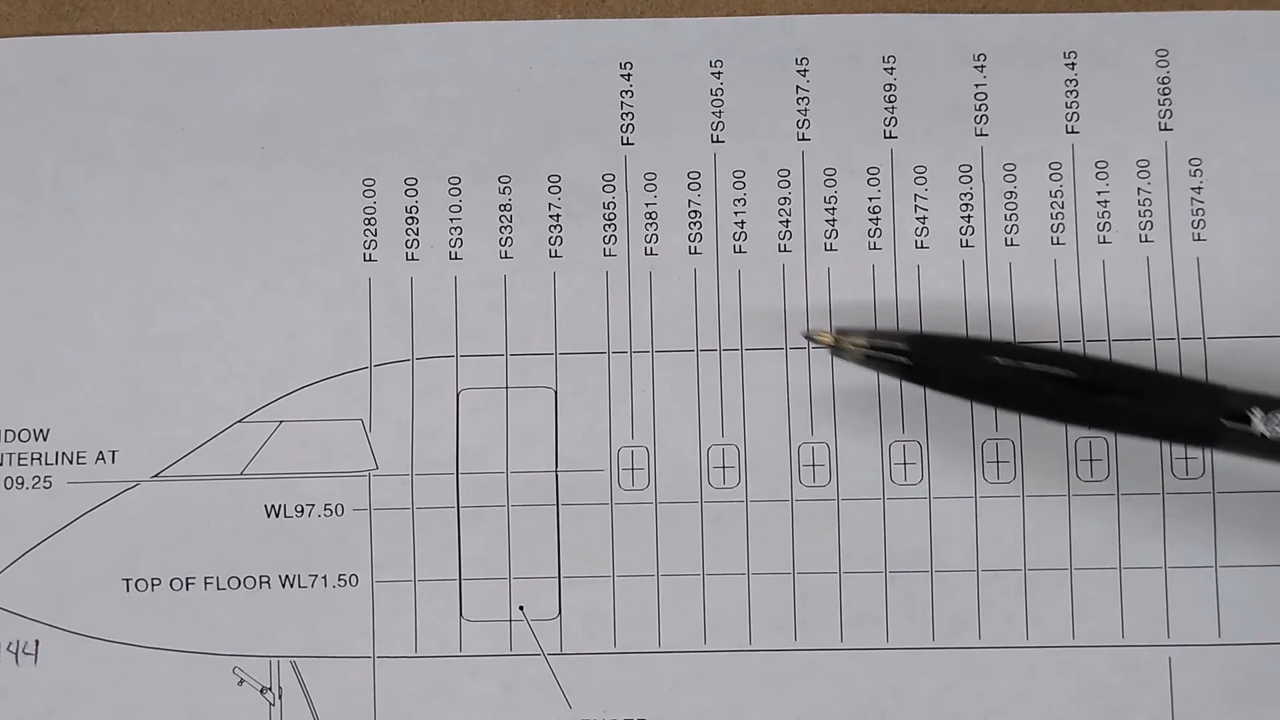 FS373.45
FS405.45
FS437.45
FS469.45
FS501.45
FS533.45
FS566.00
FS280.00
FS295.00
FS310.00
FS328.50
FS347.00
FS365.00
FS381.00
FS397.00
FS413.00
FS429.00
FS445.00
FS461.00
FS477.00
FS493.00
FS509.00
FS525.00
FS541.00
FS557.00
FS574.50
NDOW
NTERLINE AT
09.25
WL97.50
TOP OF FLOOR WL71.50
44